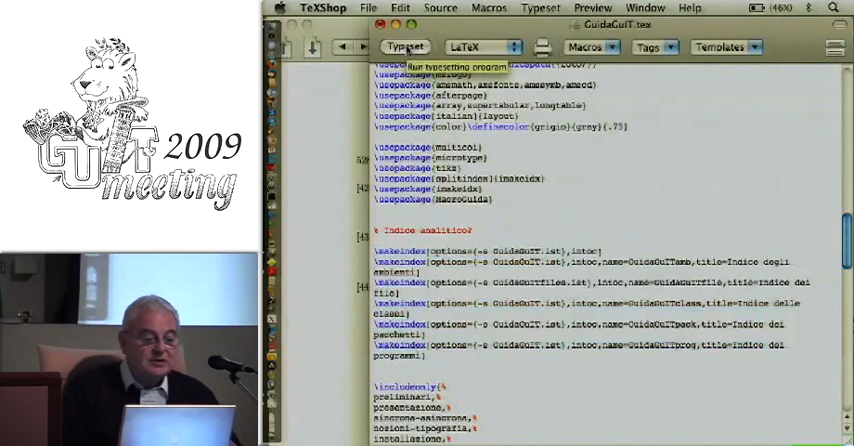 GUIT 2009
meeting
TeXShop File Edit Source Macros Typeset Preview Window Help (46%)
GuidaGuIT.tex
Typeset LaTeX Macros Tags Templates
Run typesetting program
\usepackage{amsmath,amsfonts,amssymb,amscd}
\usepackage{afterpage}
\usepackage{array,supertabular,longtable}
\usepackage[italian]{layout}
\usepackage{color}\definecolor{grigio}{gray}{.75}
\usepackage{multicol}
\usepackage{microtype}
\usepackage{tikz}
\usepackage[splitindex]{imakeidx}
\usepackage{imakeidx}
\usepackage{MacroGuida}
% Indice analitico?
\makeindex[options={-s GuidaGuIT.ist},intoc]
\makeindex[options={-s GuidaGuIT.ist},intoc,name=GuidaGuITamb,title=Indice degli
ambienti]
\makeindex[options={-s GuidaGuITfiles.ist},intoc,name=GuidaGuITfile,title=Indice dei
file]
\makeindex[options={-s GuidaGuIT.ist},intoc,name=GuidaGuITclass,title=Indice delle
classi]
\makeindex[options={-s GuidaGuIT.ist},intoc,name=GuidaGuITpack,title=Indice dei
pacchetti]
\makeindex[options={-s GuidaGuIT.ist},intoc,name=GuidaGuITprog,title=Indice dei
programmi]
\includeonly{%
preliminari,%
presentazione,%
sincrona-asincrona,%
nozioni-tipografia,%
installazione,%